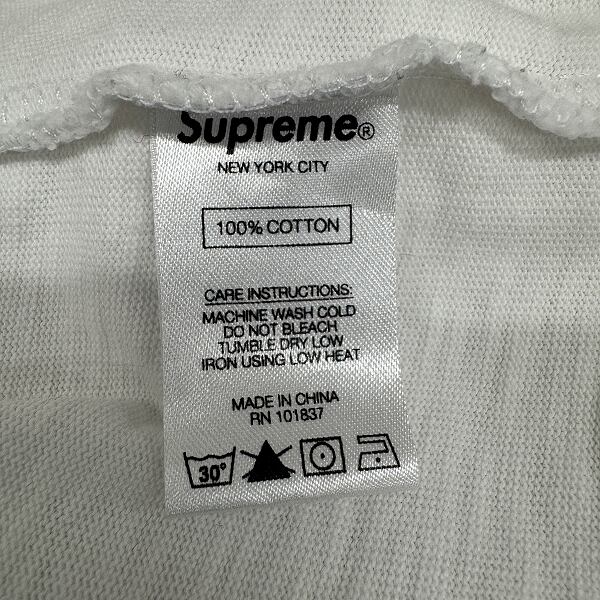 Supreme®
NEW YORK CITY
100% COTTON
CARE INSTRUCTIONS:
MACHINE WASH COLD
DO NOT BLEACH
TUMBLE DRY LOW
IRON USING LOW HEAT
MADE IN CHINA
RN 101837
30°